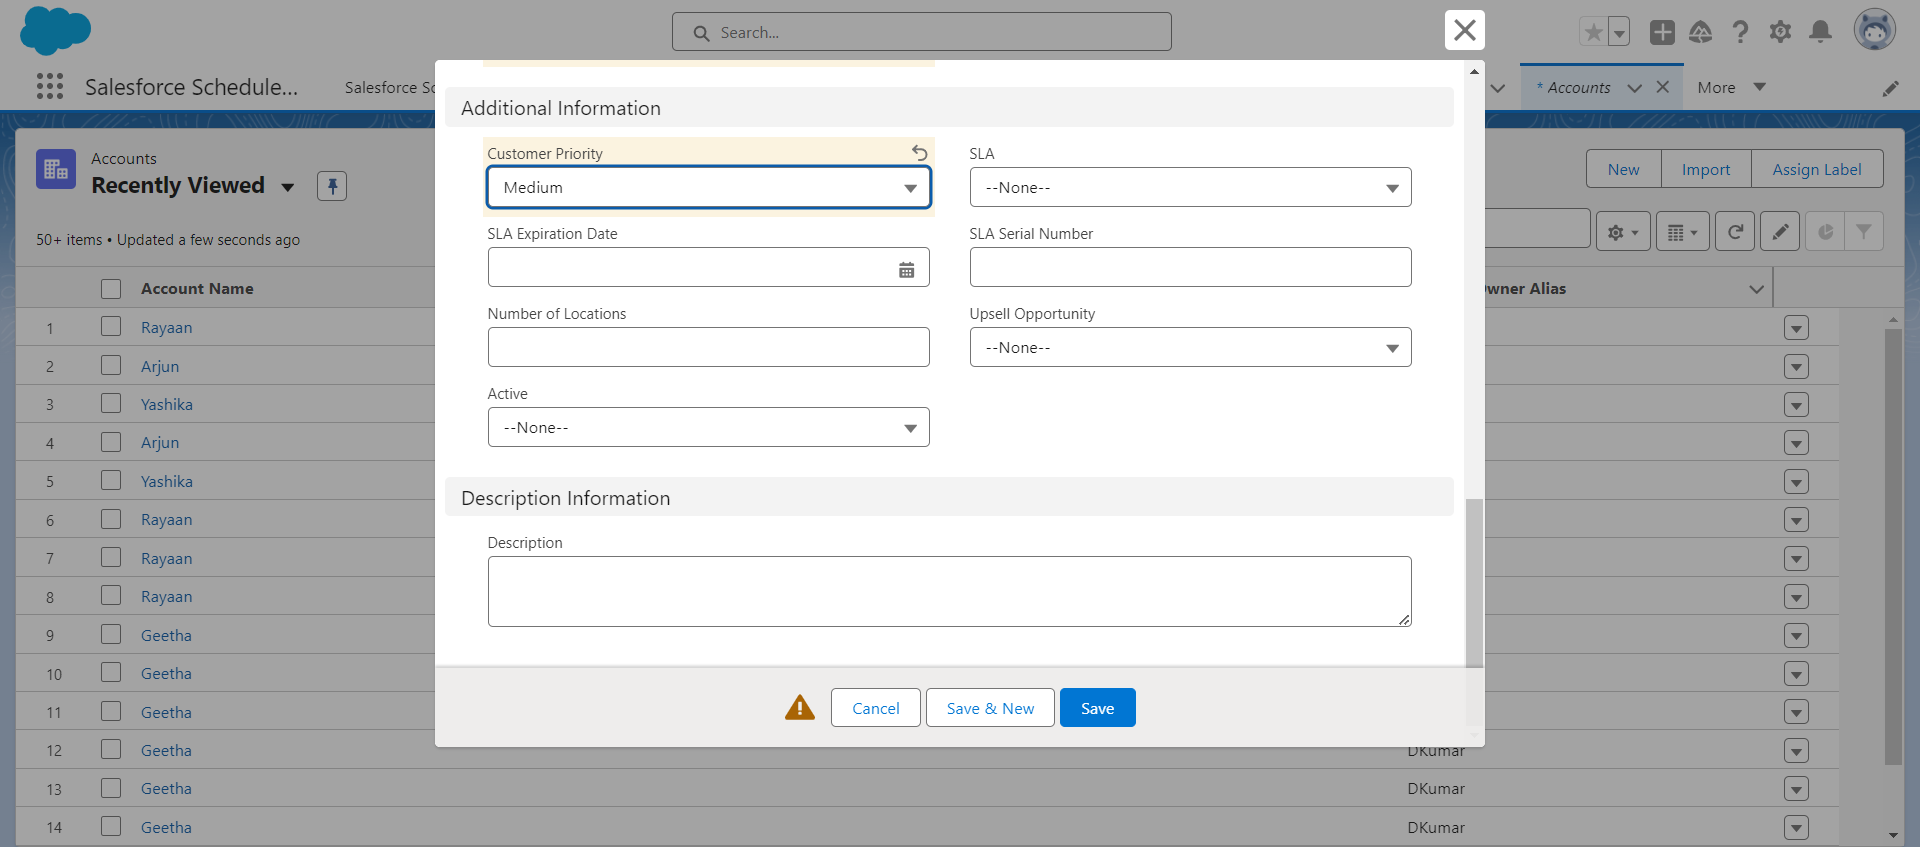 Search...
Salesforce Schedule...
Salesforce Sc
* Accounts
More
Accounts
Recently Viewed
New
Import
Assign Label
50+ items • Updated a few seconds ago
Account Name
wner Alias
1 Rayaan
2 Arjun
3 Yashika
4 Arjun
5 Yashika
6 Rayaan
7 Rayaan
8 Rayaan
9 Geetha
10 Geetha
11 Geetha
12 Geetha DKumar
13 Geetha DKumar
14 Geetha DKumar
Additional Information
Customer Priority
Medium
SLA
--None--
SLA Expiration Date
SLA Serial Number
Number of Locations
Upsell Opportunity
--None--
Active
--None--
Description Information
Description
Cancel
Save & New
Save